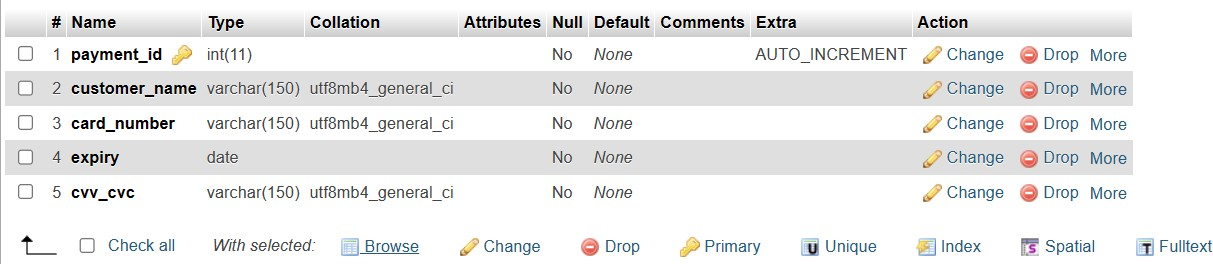 # Name Type Collation Attributes Null Default Comments Extra Action
1 payment_id int(11) No None AUTO_INCREMENT Change Drop More
2 customer_name varchar(150) utf8mb4_general_ci No None Change Drop More
3 card_number varchar(150) utf8mb4_general_ci No None Change Drop More
4 expiry date No None Change Drop More
5 cvv_cvc varchar(150) utf8mb4_general_ci No None Change Drop More
Check all With selected: Browse Change Drop Primary U Unique Index S Spatial T Fulltext